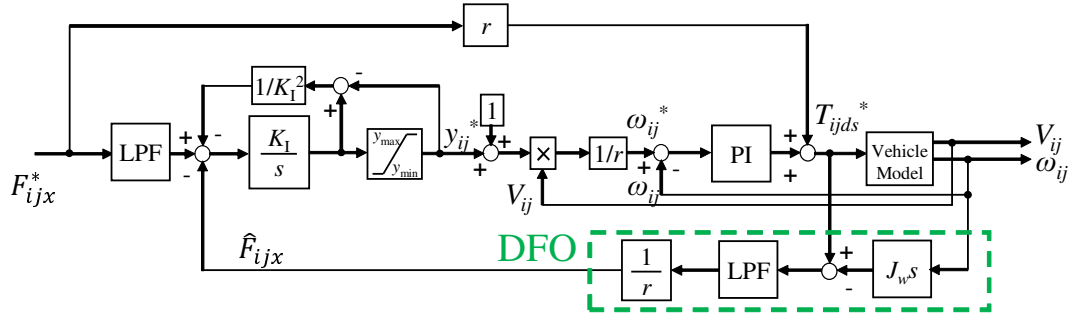 r
1/K_I^2
-
+
y_ij^*
1
T_ijds^*
+
-
LPF
K_I
s
y_max
y_min
+
+
×
1/r
ω_ij^*
+
-
PI
+
+
Vehicle
Model
V_ij
ω_ij
F_ijx^*
-
V_ij
ω_ij
F̂_ijx
DFO
1
r
LPF
+
-
J_w s